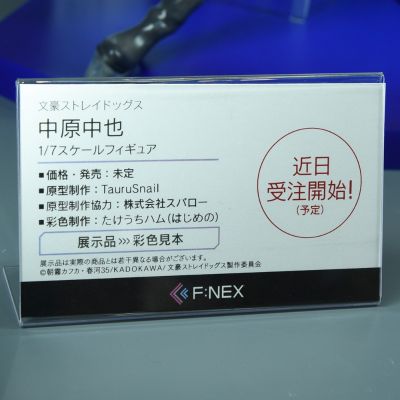 文豪ストレイドッグス
中原中也
1/7スケールフィギュア
■価格・発売：未定
■原型制作：TauruSnail
■原型制作協力：株式会社スパロー
■彩色制作：たけうちハム(はじめの)
展示品>>>彩色見本
展示品は実際の商品とは若干異なる場合がございます。
©朝霧カフカ・春河35/KADOKAWA/文豪ストレイドッグス製作委員会
近日
受注開始!
(予定)
F:NEX